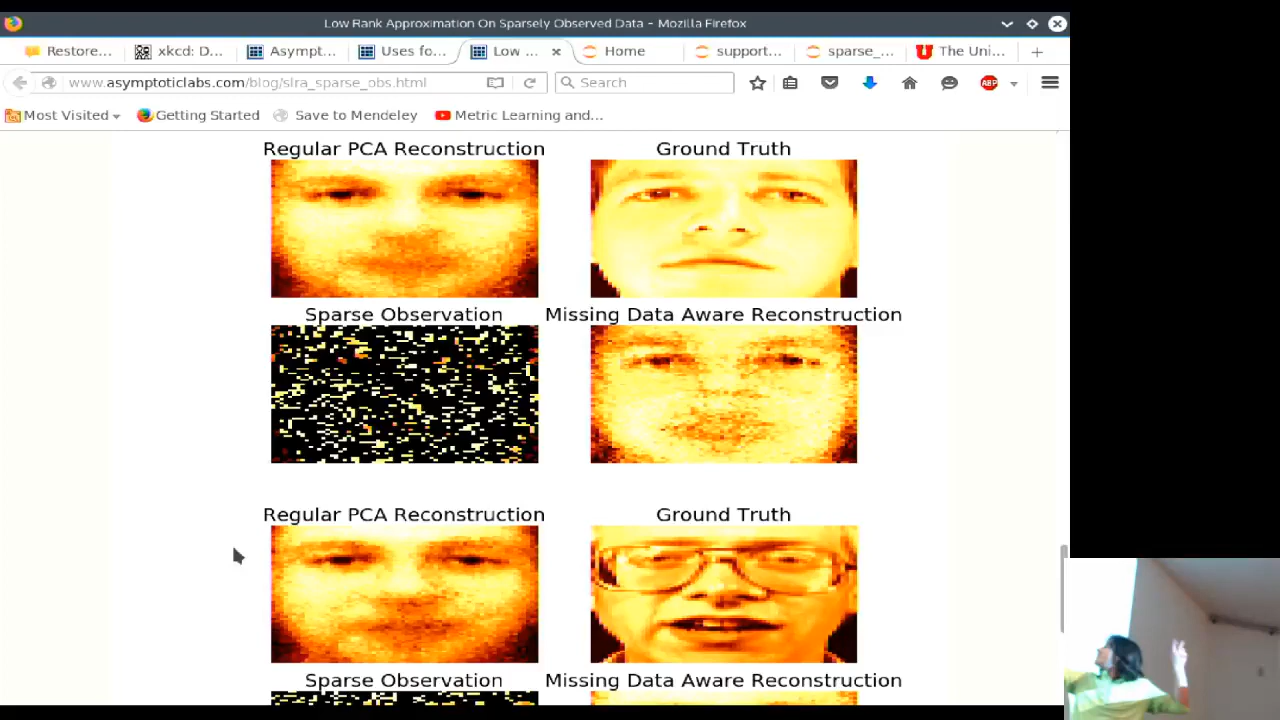 Low Rank Approximation On Sparsely Observed Data - Mozilla Firefox
Restore... xkcd: D... Asympt... Uses fo... Low ... Home support... sparse_... The Uni...
www.asymptoticlabs.com/blog/slra_sparse_obs.html Search ABP
Most Visited Getting Started Save to Mendeley Metric Learning and...
Regular PCA Reconstruction Ground Truth
Sparse Observation Missing Data Aware Reconstruction
Regular PCA Reconstruction Ground Truth
Sparse Observation Missing Data Aware Reconstruction